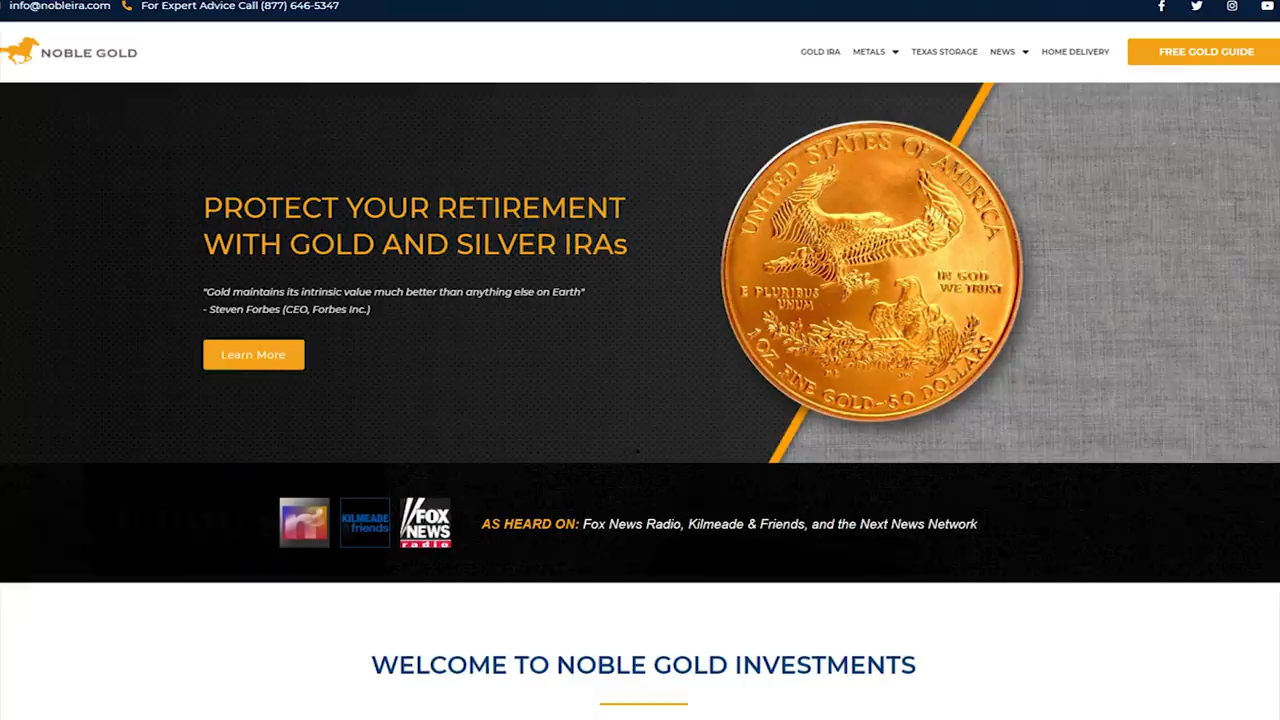 info@nobleira.com For Expert Advice Call (877) 646-5347
NOBLE GOLD
GOLD IRA METALS TEXAS STORAGE NEWS HOME DELIVERY FREE GOLD GUIDE
PROTECT YOUR RETIREMENT
WITH GOLD AND SILVER IRAs
"Gold maintains its intrinsic value much better than anything else on Earth"
- Steven Forbes (CEO, Forbes Inc.)
Learn More
UNITED STATES OF AMERICA
IN GOD
WE TRUST
E PLURIBUS
UNUM
1 OZ. FINE GOLD~50 DOLLARS
KILMEADE
friends
FOX
NEWS
radio
AS HEARD ON: Fox News Radio, Kilmeade & Friends, and the Next News Network
WELCOME TO NOBLE GOLD INVESTMENTS